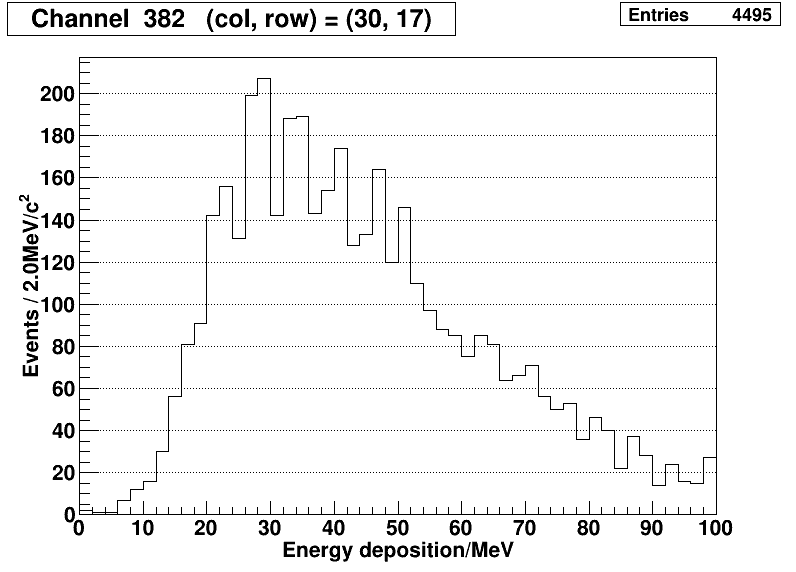 Channel 382 (col, row) = (30, 17)
Entries 4495
Events / 2.0MeV/c²
200
180
160
140
120
100
80
60
40
20
0
0 10 20 30 40 50 60 70 80 90 100
Energy deposition/MeV